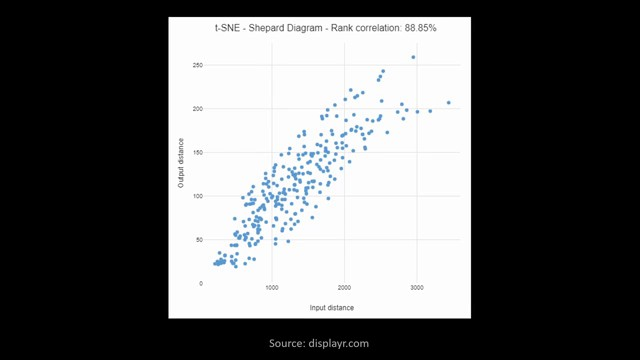 t-SNE - Shepard Diagram - Rank correlation: 88.85%
250
200
150
100
50
0
Output distance
1000 2000 3000
Input distance
Source: displayr.com